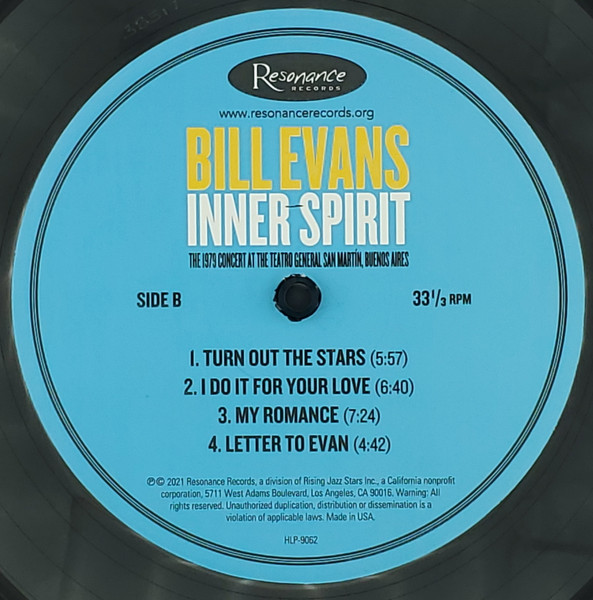 Resonance
RECORDS
www.resonancerecords.org
BILL EVANS
INNER SPIRIT
THE 1979 CONCERT AT THE TEATRO GENERAL SAN MARTÍN, BUENOS AIRES
SIDE B
33 1/3 RPM
1. TURN OUT THE STARS (5:57)
2. I DO IT FOR YOUR LOVE (6:40)
3. MY ROMANCE (7:24)
4. LETTER TO EVAN (4:42)
℗© 2021 Resonance Records, a division of Rising Jazz Stars Inc., a California nonprofit
corporation, 5711 West Adams Boulevard, Los Angeles, CA 90016. Warning: All
rights reserved. Unauthorized duplication, distribution or dissemination is a
violation of applicable laws. Made in USA.
HLP-9062